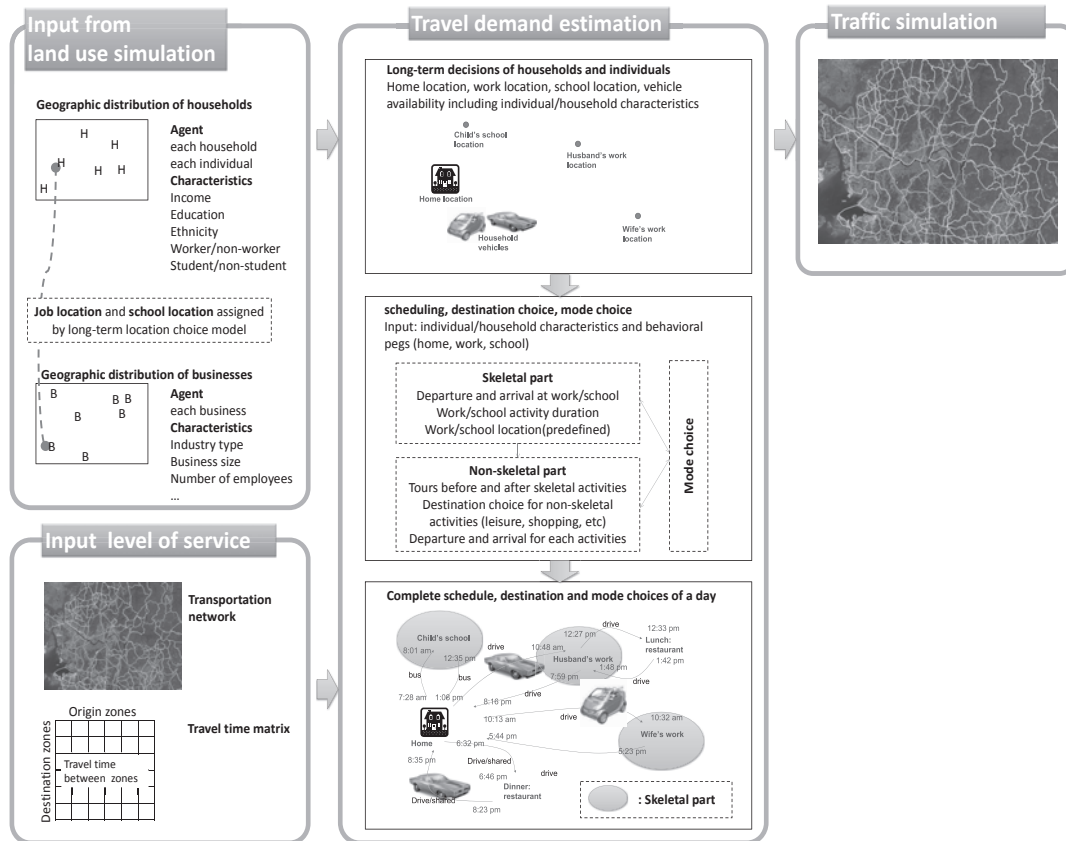 Input from
land use simulation
Geographic distribution of households
H
H
H
H
H
H
Agent
each household
each individual
Characteristics
Income
Education
Ethnicity
Worker/non-worker
Student/non-student
Job location and school location assigned
by long-term location choice model
Geographic distribution of businesses
B
B
B
B
B
B
B
Agent
each business
Characteristics
Industry type
Business size
Number of employees
...
Input level of service
Transportation
network
Origin zones
Destination zones
Travel time
between zones
Travel time matrix
Travel demand estimation
Long-term decisions of households and individuals
Home location, work location, school location, vehicle
availability including individual/household characteristics
Child's school
location
Husband's work
location
Home location
Household
vehicles
Wife's work
location
scheduling, destination choice, mode choice
Input: individual/household characteristics and behavioral
pegs (home, work, school)
Skeletal part
Departure and arrival at work/school
Work/school activity duration
Work/school location(predefined)
Non-skeletal part
Tours before and after skeletal activities
Destination choice for non-skeletal
activities (leisure, shopping, etc)
Departure and arrival for each activities
Mode choice
Complete schedule, destination and mode choices of a day
Child's school
8:01 am
12:35 pm
bus
bus
7:28 am
1:06 pm
drive
10:48 am
12:27 pm
drive
Husband's work
12:33 pm
Lunch:
restaurant
1:42 pm
1:48 pm
7:59 pm
drive
drive
8:16 pm
10:13 am
drive
10:32 am
Wife's work
5:23 pm
5:44 pm
Home
6:32 pm
8:35 pm
Drive/shared
6:46 pm
drive
Dinner:
restaurant
Drive/shared
8:23 pm
: Skeletal part
Traffic simulation